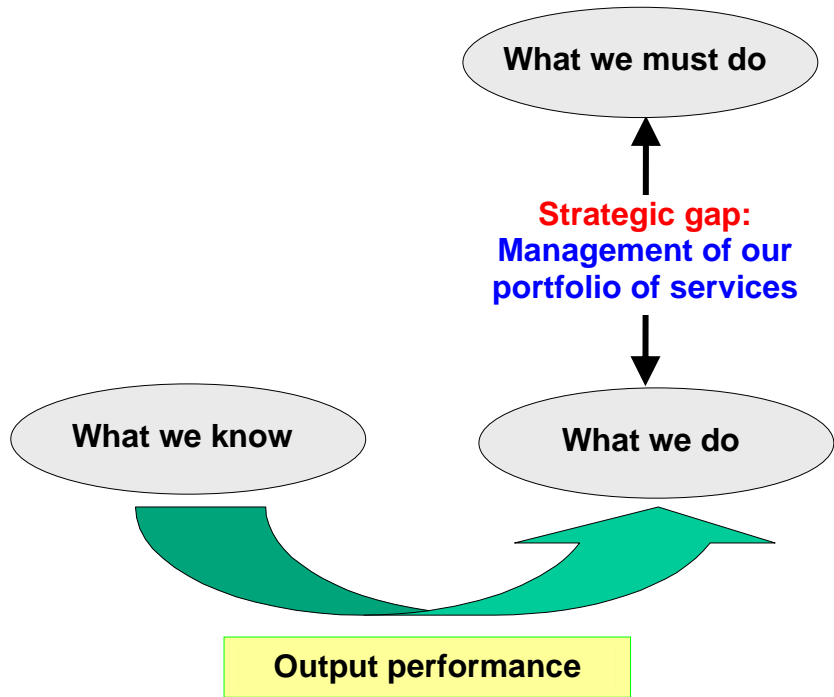 What we must do
Strategic gap:
Management of our
portfolio of services
What we know
What we do
Output performance